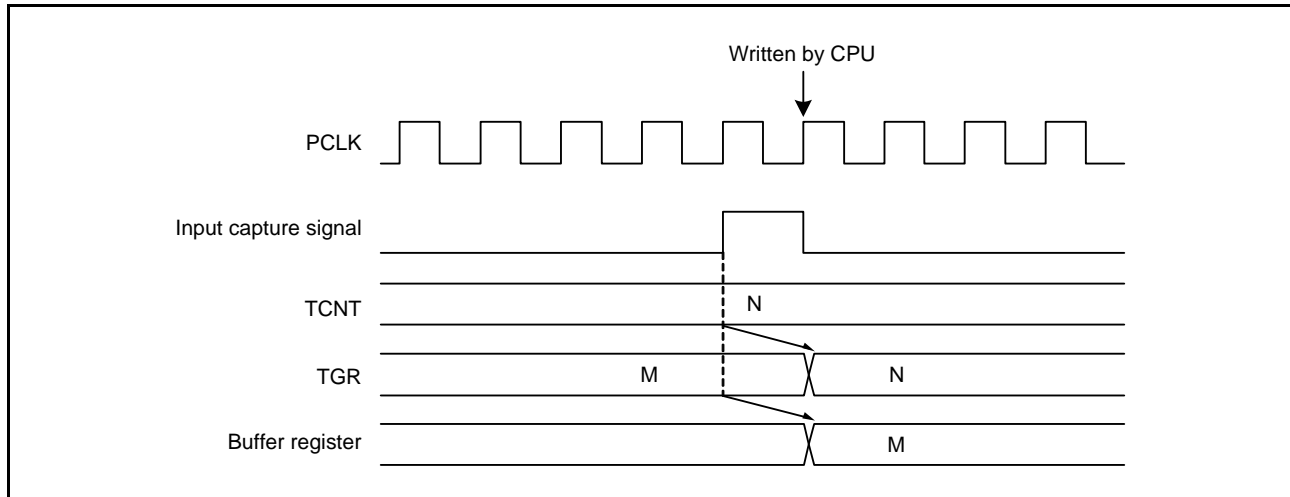 Written by CPU
PCLK
Input capture signal
TCNT
N
TGR
M
N
Buffer register
M